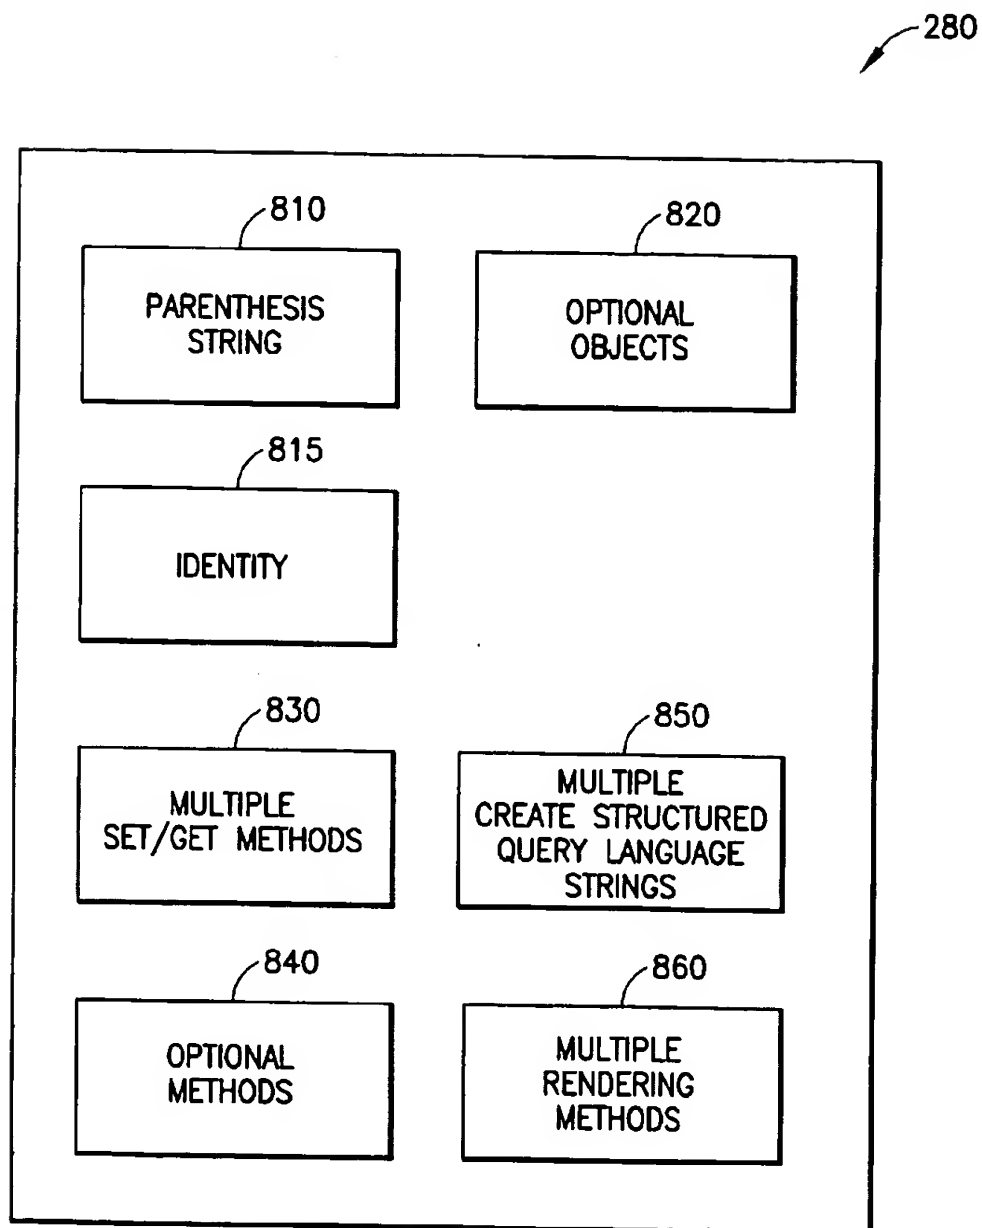 280
810
PARENTHESIS
STRING
820
OPTIONAL
OBJECTS
815
IDENTITY
830
MULTIPLE
SET/GET METHODS
850
MULTIPLE
CREATE STRUCTURED
QUERY LANGUAGE
STRINGS
840
OPTIONAL
METHODS
860
MULTIPLE
RENDERING
METHODS